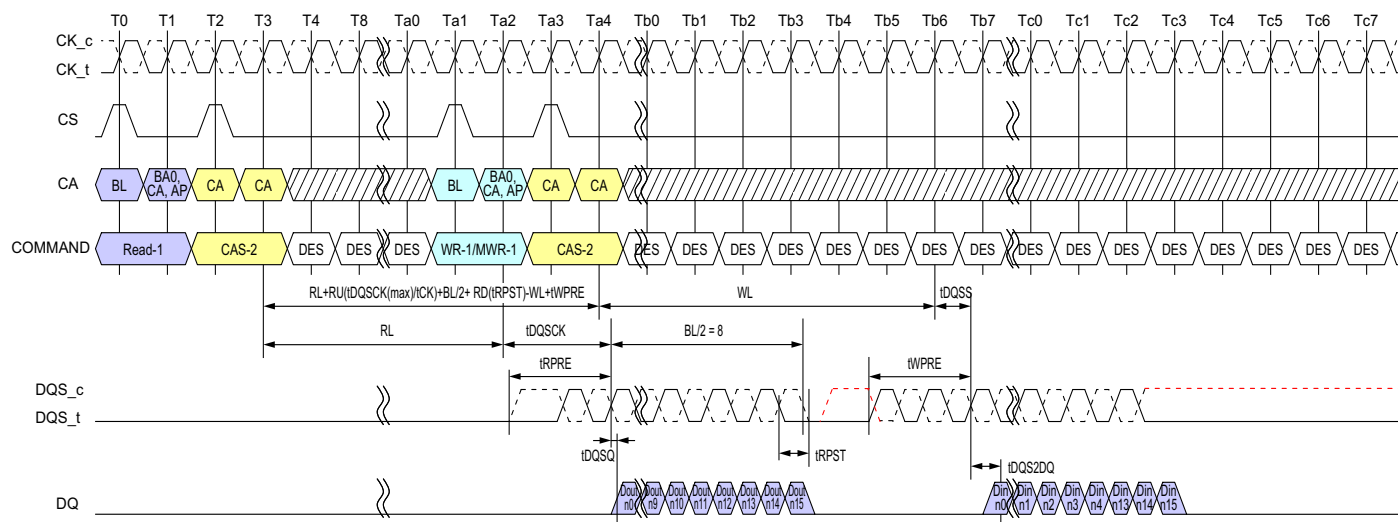 T0 T1 T2 T3 T4 T8 Ta0 Ta1 Ta2 Ta3 Ta4 Tb0 Tb1 Tb2 Tb3 Tb4 Tb5 Tb6 Tb7 Tc0 Tc1 Tc2 Tc3 Tc4 Tc5 Tc6 Tc7
CK_c
CK_t
CS
CA BL BA0, CA, AP CA CA BL BA0, CA, AP CA CA
COMMAND Read-1 CAS-2 DES DES DES WR-1/MWR-1 CAS-2 DES DES DES DES DES DES DES DES DES DES DES DES DES DES DES DES
RL+RU(tDQSCK(max)/tCK)+BL/2+ RD(tRPST)-WL+tWPRE WL tDQSS
RL tDQSCK BL/2 = 8
tRPRE tWPRE
DQS_c
DQS_t
tDQSQ tRPST tDQS2DQ
DQ Dout n0 Dout n9 Dout n10 Dout n11 Dout n12 Dout n13 Dout n14 Dout n15 Din n0 Din n1 Din n2 Din n3 Din n4 Din n13 Din n14 Din n15